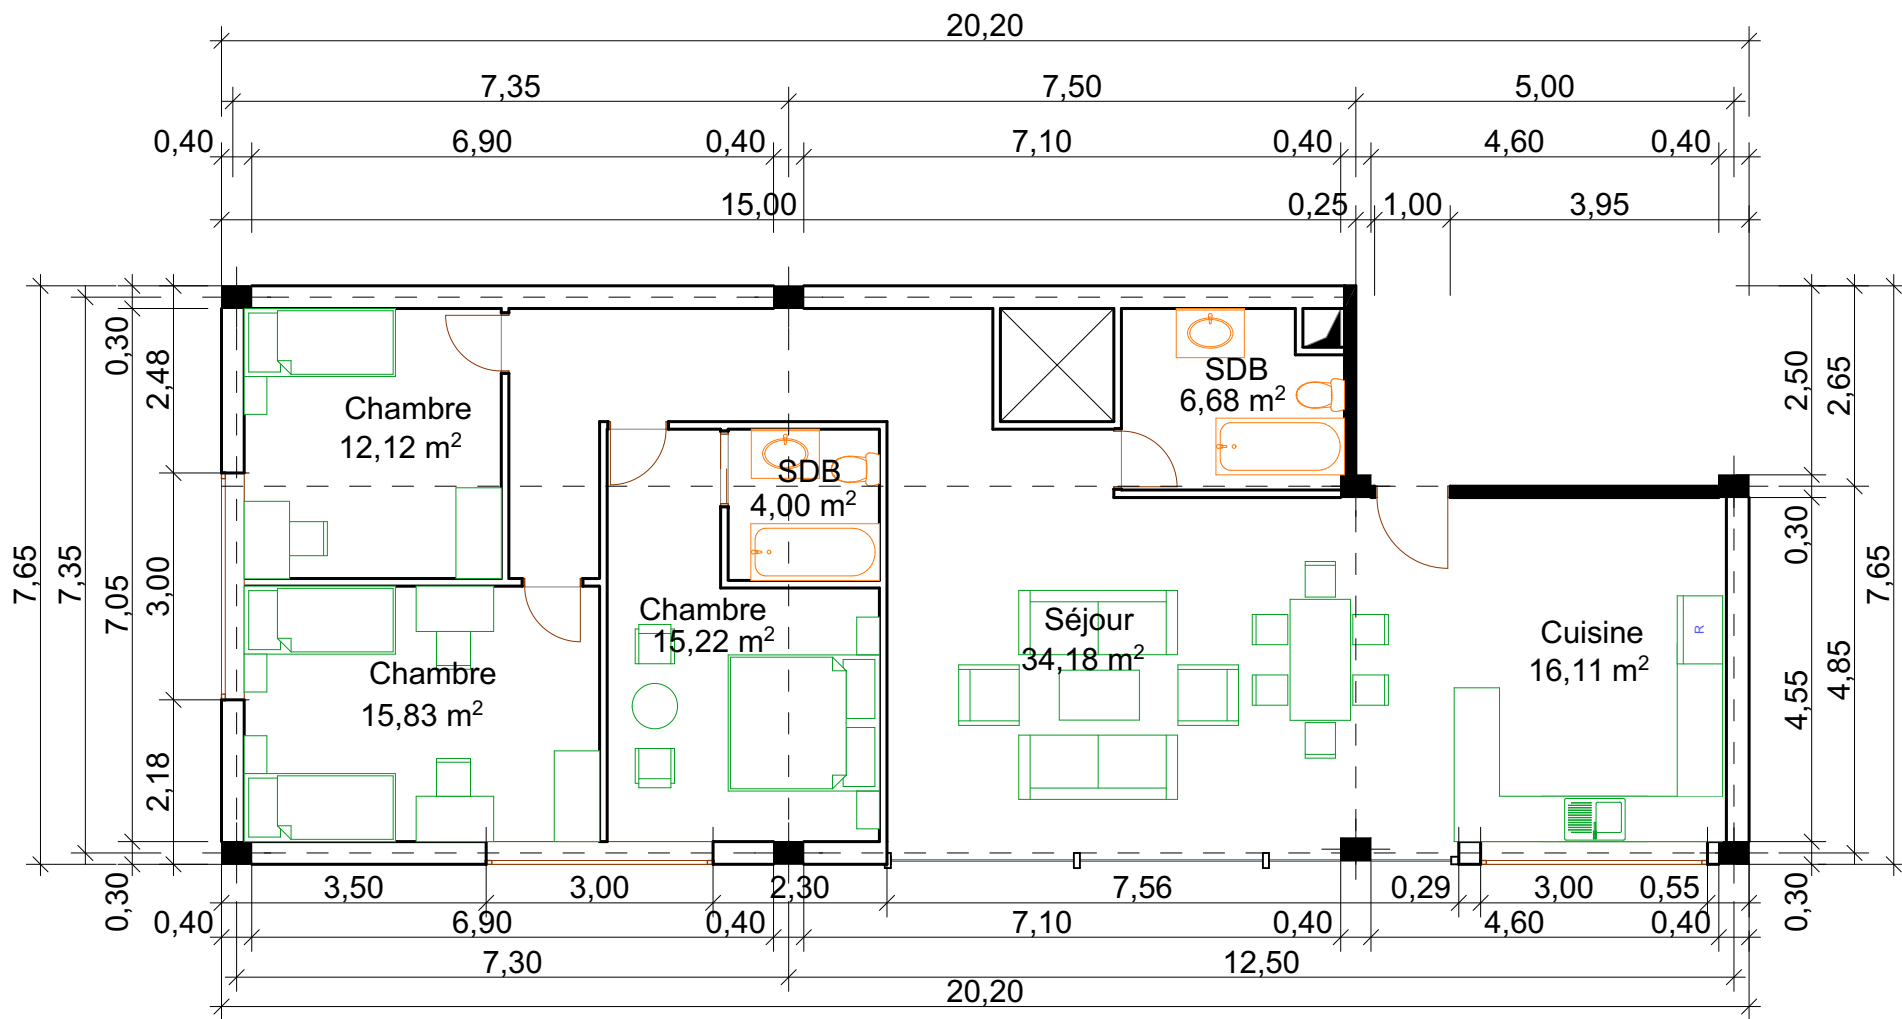 20,20
7,35 7,50 5,00
0,40 6,90 0,40 7,10 0,40 4,60 0,40
15,00 0,25 1,00 3,95
7,65 7,35 0,30 7,05 0,30
2,48 3,00 2,18
Chambre
12,12 m²
Chambre
15,83 m²
Chambre
15,22 m²
SDB
4,00 m²
SDB
6,68 m²
Séjour
34,18 m²
Cuisine
16,11 m²
R
2,50 0,30 4,55 0,30
2,65 4,85
7,65
3,50 3,00 2,30 7,56 0,29 3,00 0,55
0,40 6,90 0,40 7,10 0,40 4,60 0,40
7,30 12,50
20,20